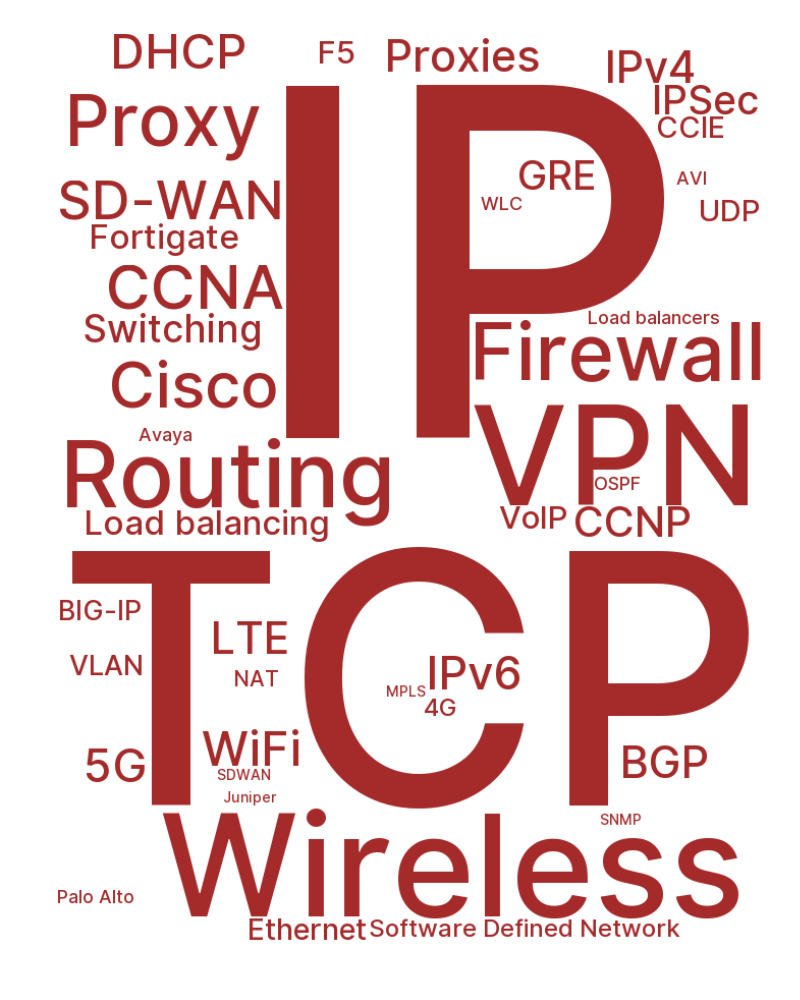 DHCP
F5
Proxies
IPv4
IPSec
CCIE
Proxy
IP
GRE
AVI
WLC
UDP
SD-WAN
Fortigate
CCNA
Switching
Load balancers
Firewall
Cisco
Avaya
Routing
VPN
OSPF
Load balancing
VoIP
CCNP
TCP
BIG-IP
LTE
VLAN
NAT
IPv6
MPLS
4G
WiFi
5G
BGP
SDWAN
Juniper
SNMP
Wireless
Palo Alto
Ethernet
Software Defined Network